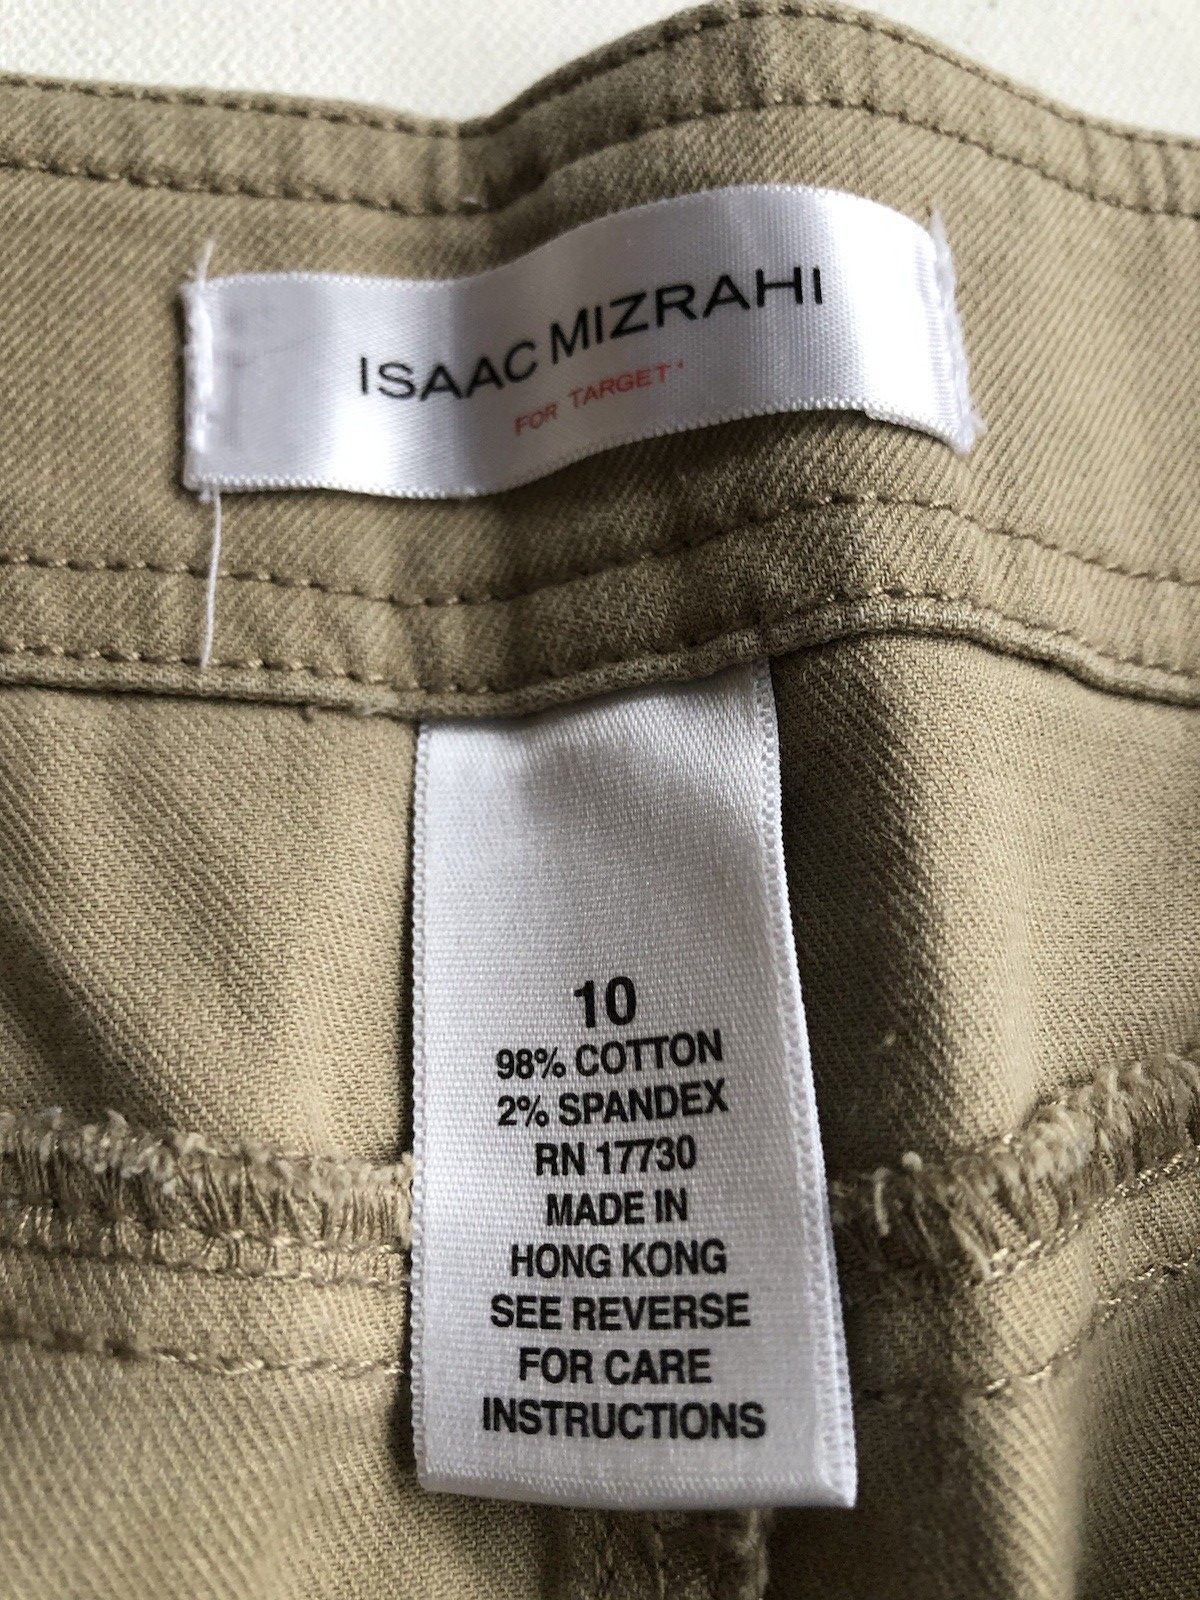 ISAAC MIZRAHI
FOR TARGET
10
98% COTTON
2% SPANDEX
RN 17730
MADE IN
HONG KONG
SEE REVERSE
FOR CARE
INSTRUCTIONS